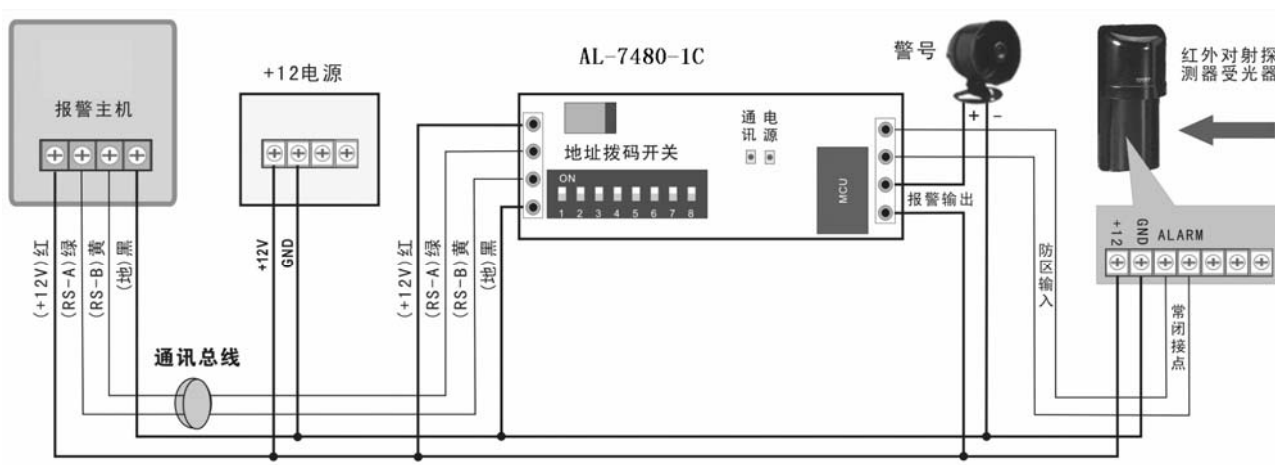 AL-7480-1C
警号
+ -
红外对射探
测器受光器
+12电源
报警主机
通讯
电源
地址拨码开关
ON
1 2 3 4 5 6 7 8
MCU
报警输出
+12
GND
ALARM
(+12V)红
(RS-A)绿
(RS-B)黄
(地)黑
+12V
GND
(+12V)红
(RS-A)绿
(RS-B)黄
(地)黑
防区输入
常闭接点
通讯总线